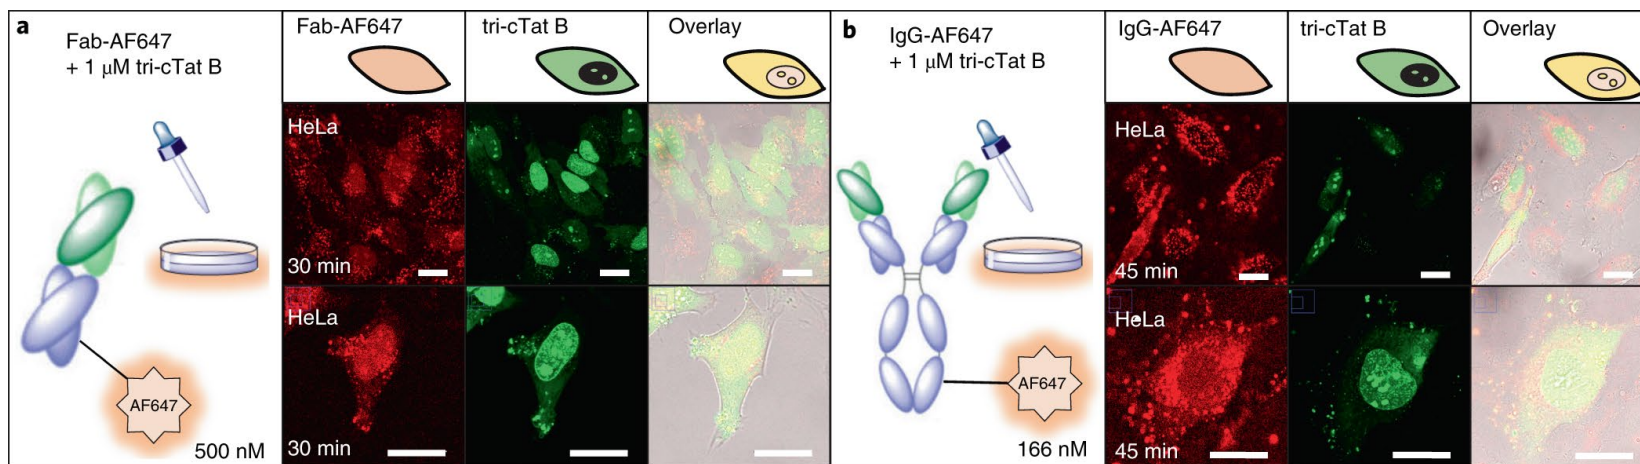 a
Fab-AF647
+ 1 μM tri-cTat B
AF647
500 nM
Fab-AF647
tri-cTat B
Overlay
HeLa
30 min
HeLa
30 min
b
IgG-AF647
+ 1 μM tri-cTat B
AF647
166 nM
IgG-AF647
tri-cTat B
Overlay
HeLa
45 min
HeLa
45 min